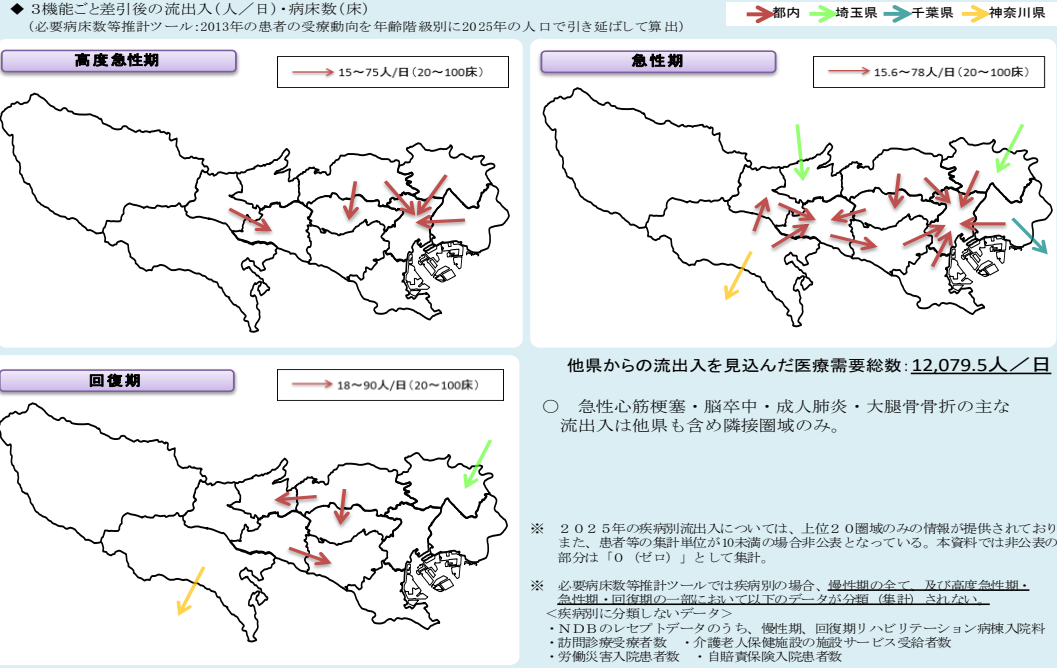 ◆ 3機能ごと差引後の流出入(人/日)・病床数(床)
(必要病床数等推計ツール:2013年の患者の受療動向を年齢階級別に2025年の人口で引き延ばして算出)
都内 埼玉県 千葉県 神奈川県
高度急性期
15～75人/日(20～100床)
急性期
15.6～78人/日(20～100床)
回復期
18～90人/日(20～100床)
他県からの流出入を見込んだ医療需要総数:12,079.5人/日
○ 急性心筋梗塞・脳卒中・成人肺炎・大腿骨骨折の主な
流出入は他県も含め隣接圏域のみ。
※ 2025年の疾病別流出入については、上位20圏域のみの情報が提供されており
また、患者等の集計単位が10未満の場合非公表となっている。本資料では非公表の
部分は「0（ゼロ）」として集計。
※ 必要病床数等推計ツールでは疾病別の場合、慢性期の全て、及び高度急性期・
急性期・回復期の一部において以下のデータが分類（集計）されない。
＜疾病別に分類しないデータ＞
・NDBのレセプトデータのうち、慢性期、回復期リハビリテーション病棟入院料
・訪問診療受療者数 ・介護老人保健施設の施設サービス受給者数
・労働災害入院患者数 ・自賠責保険入院患者数